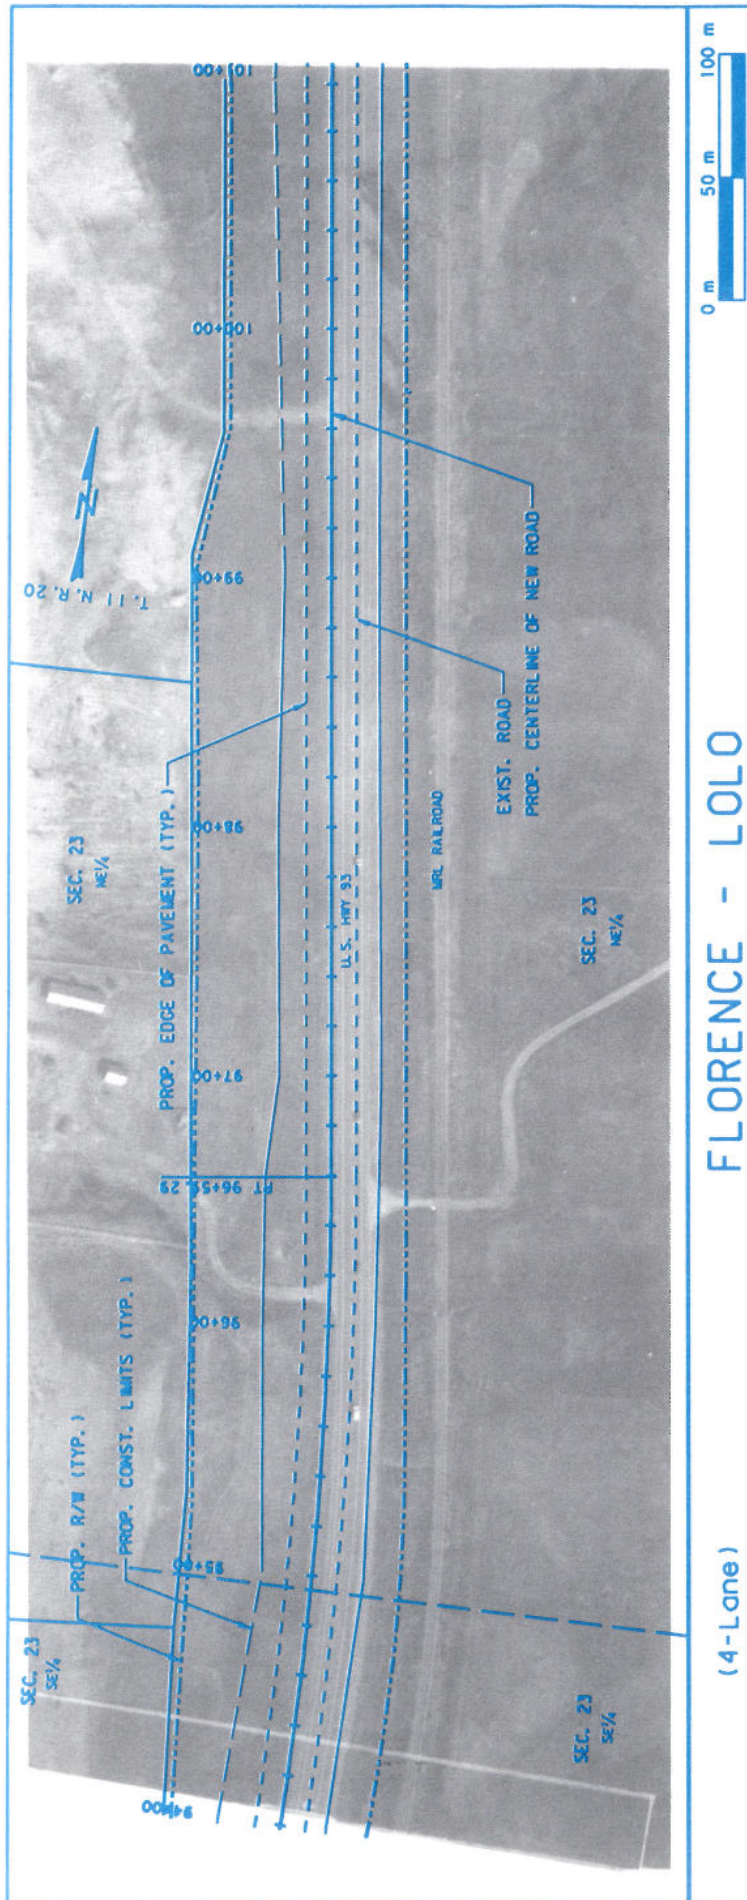 PROP. R/W (TYP.)
PROP. CONST. LIMITS (TYP.)
PROP. EDGE OF PAVEMENT (TYP.)
T. 11 N. R. 20
N
SEC. 23
SE¼
SEC. 23
NE¼
94+00
95+00
96+00
PT 96+59 29
97+00
98+00
99+00
100+00
101+00
U.S. HWY 93
MRL RAILROAD
EXIST. ROAD
PROP. CENTERLINE OF NEW ROAD
SEC. 23
SE¼
SEC. 23
NE¼
(4-Lane)
FLORENCE - LOLO
0 m 50 m 100 m